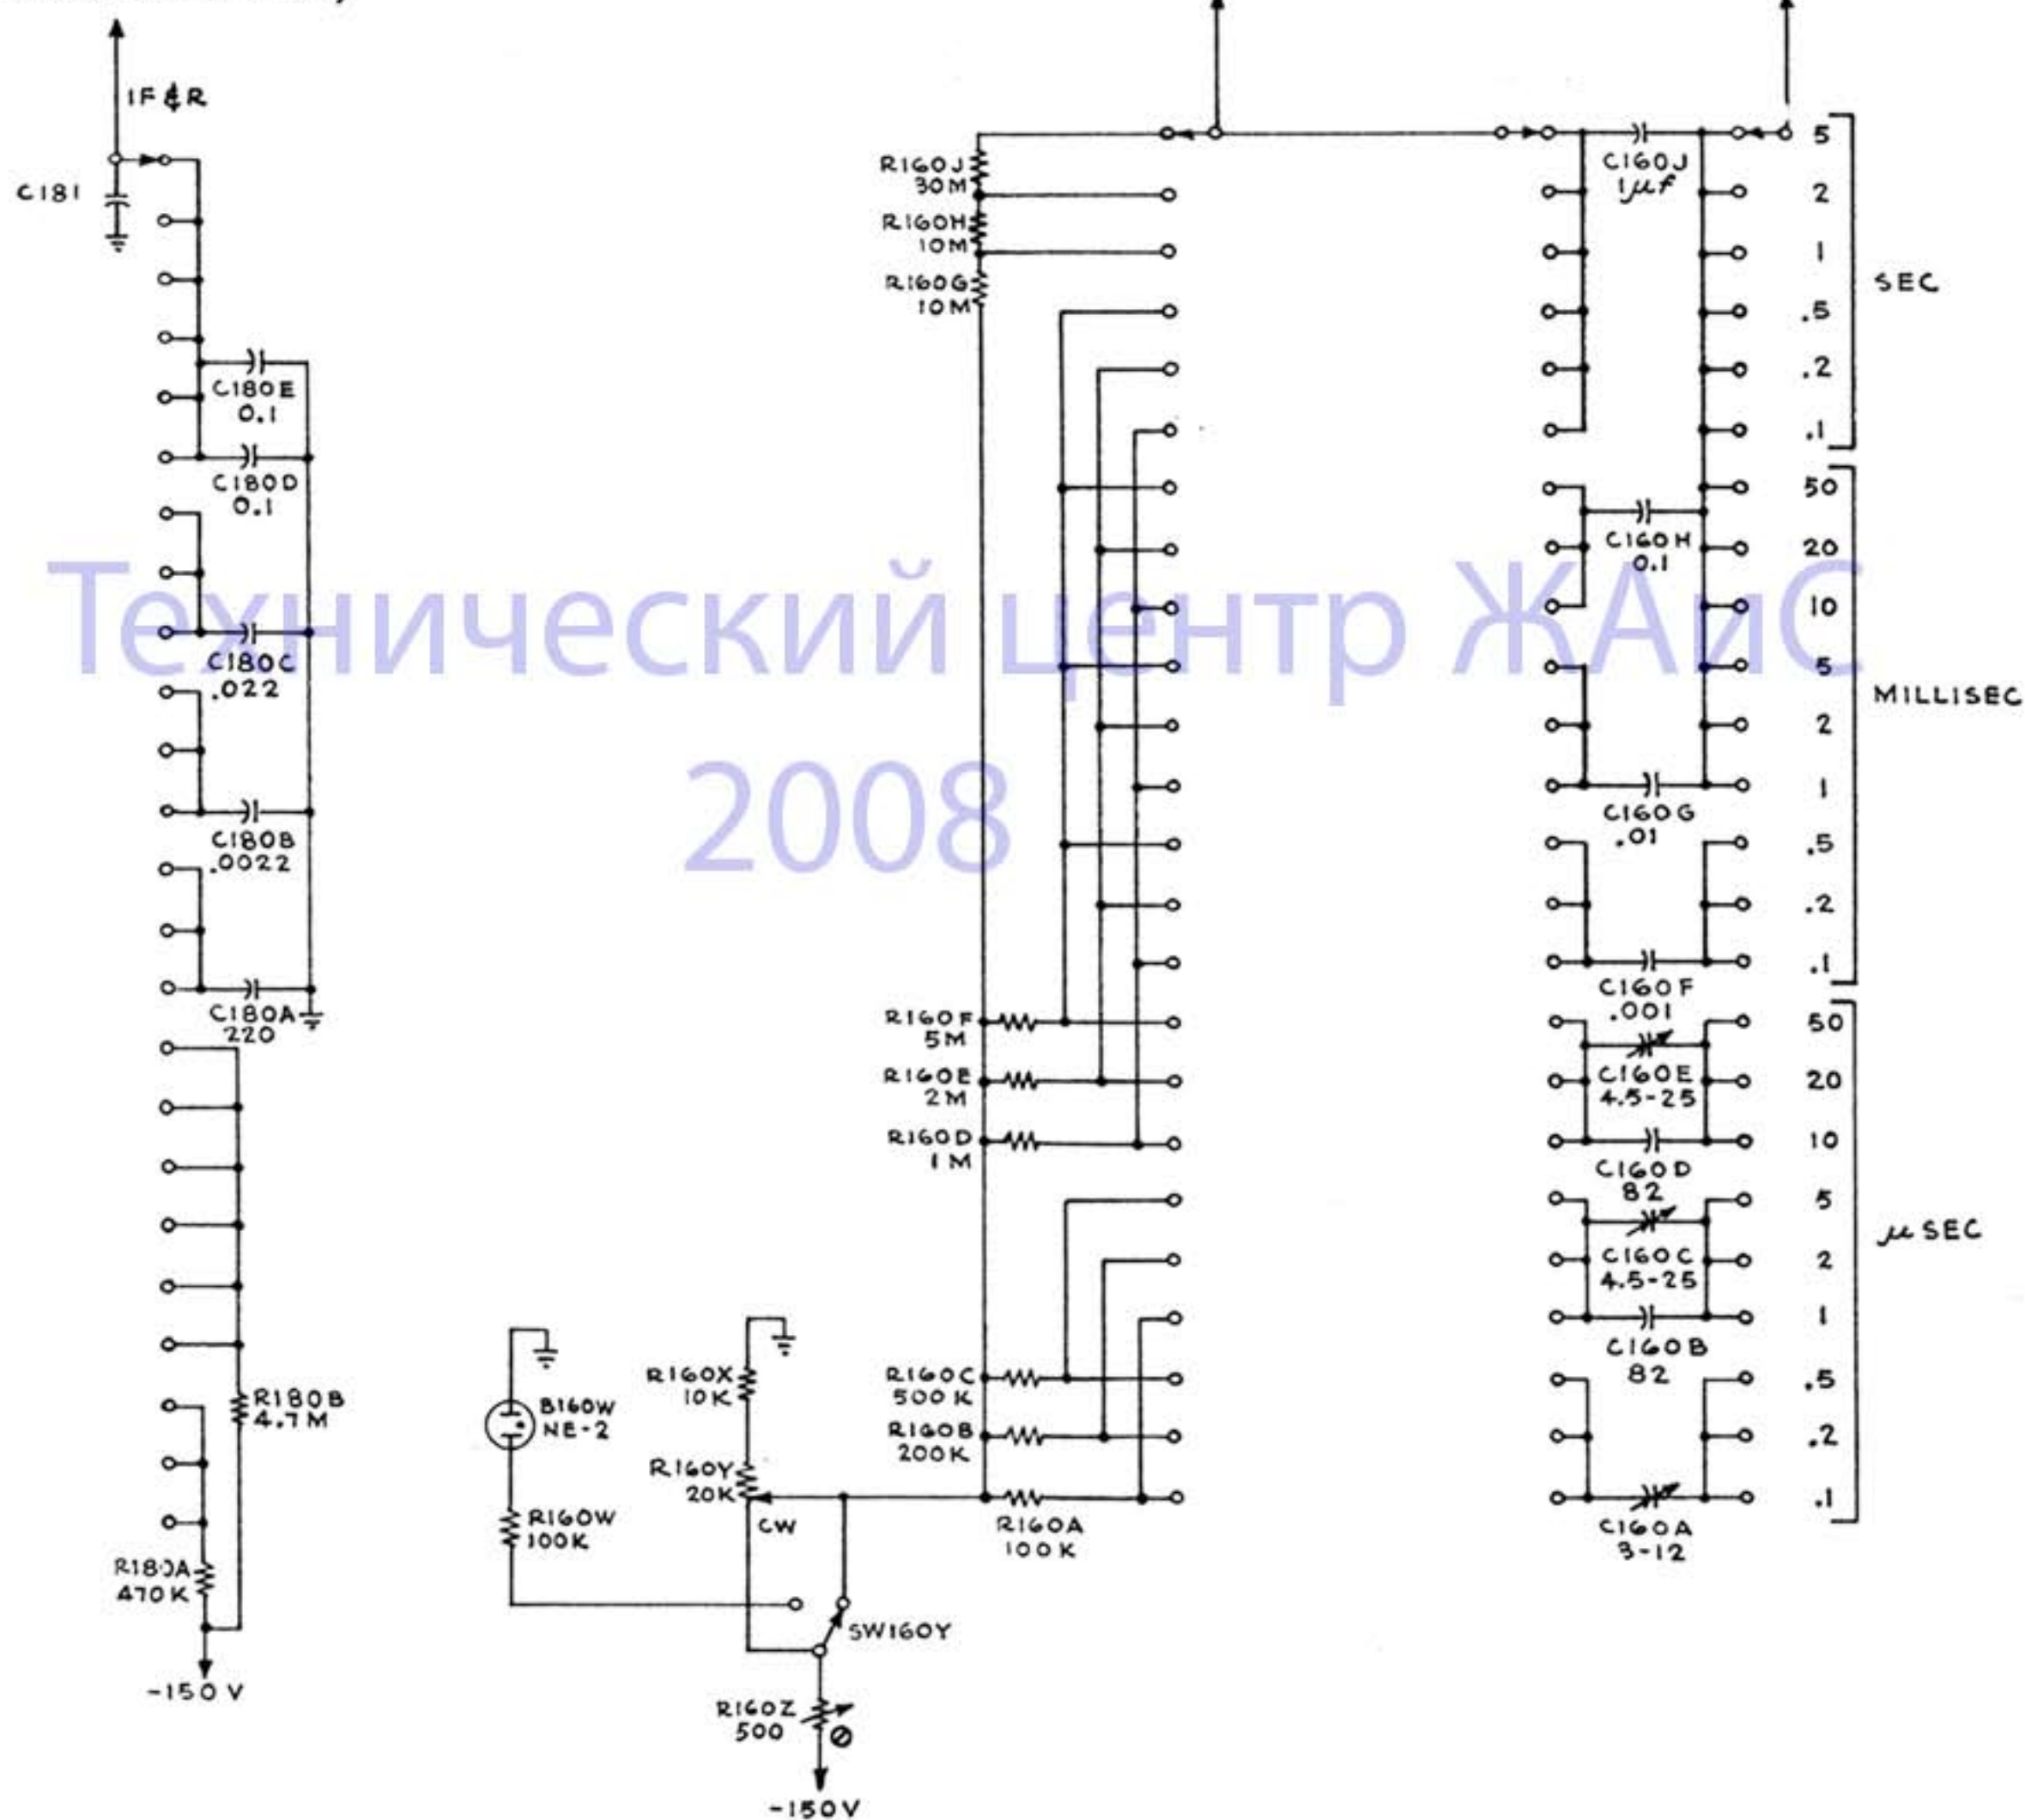 1F & R
C181
C180E
0.1
C180D
0.1
C180C
.022
C180B
.0022
C180A
220
R180B
4.7M
R180A
470K
-150V
B160W
NE-2
R160W
100K
R160X
10K
R160Y
20K
CW
SW160Y
R160Z
500
-150V
R160J
30M
R160H
10M
R160G
10M
R160F
5M
R160E
2M
R160D
1M
R160C
500K
R160B
200K
R160A
100K
C160J
1µf
C160H
0.1
C160G
.01
C160F
.001
C160E
4.5-25
C160D
82
C160C
4.5-25
C160B
82
C160A
3-12
5
2
1
.5
.2
.1
SEC
50
20
10
5
2
1
.5
.2
.1
MILLISEC
50
20
10
5
2
1
.5
.2
.1
µSEC
Технический центр ЖАиС
2008